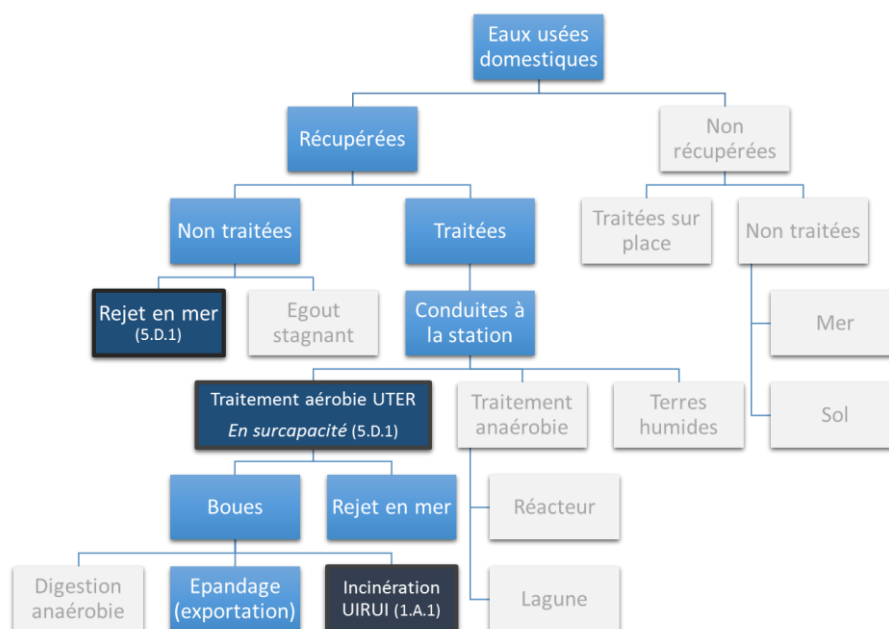 Eaux usées
domestiques
Récupérées
Non
récupérées
Non traitées
Traitées
Traitées sur
place
Non traitées
Rejet en mer
(5.D.1)
Egout
stagnant
Conduites à
la station
Mer
Traitement aérobie UTER
En surcapacité (5.D.1)
Traitement
anaérobie
Terres
humides
Sol
Boues
Rejet en mer
Réacteur
Digestion
anaérobie
Epandage
(exportation)
Incinération
UIRUI (1.A.1)
Lagune